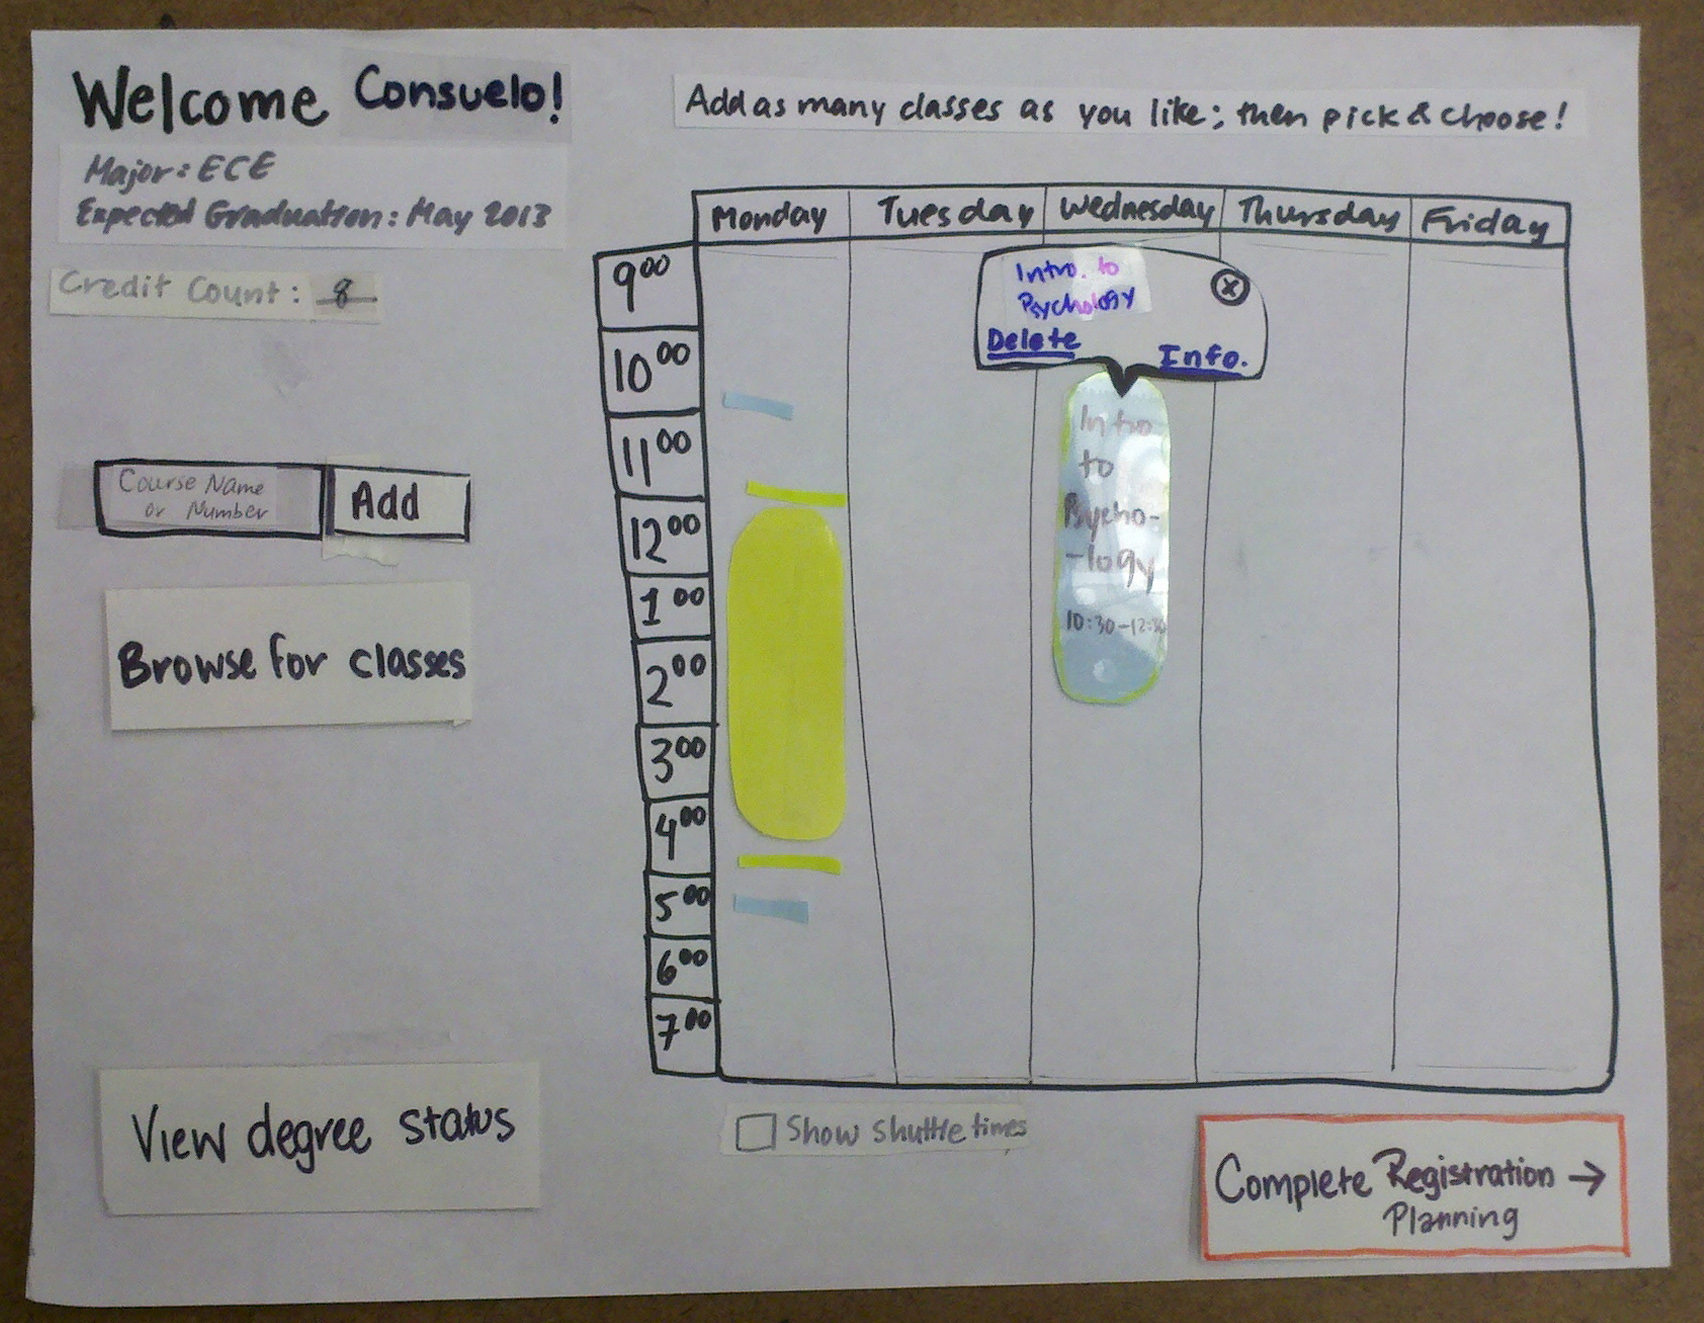 Welcome Consuelo!
Major: ECE
Expected Graduation: May 2013
Credit Count: 8
Add as many classes as you like; then pick & choose!
Monday Tuesday Wednesday Thursday Friday
9:00
10:00
11:00
12:00
1:00
2:00
3:00
4:00
5:00
6:00
7:00
Intro. to
Psychology
Delete Info.
Intro
to
Psycho-
-logy
10:30-12:30
Course Name
or Number
Add
Browse for classes
View degree status
Show shuttle times
Complete Registration →
Planning